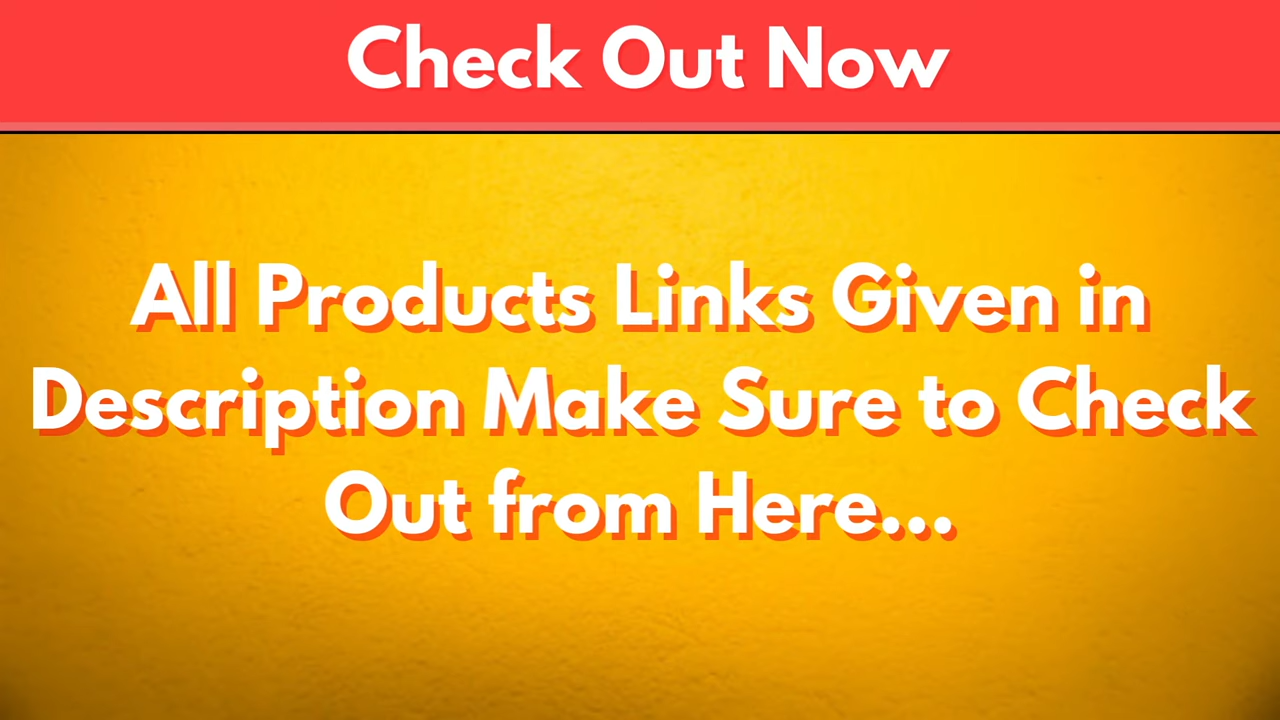 Check Out Now
All Products Links Given in
Description Make Sure to Check
Out from Here...